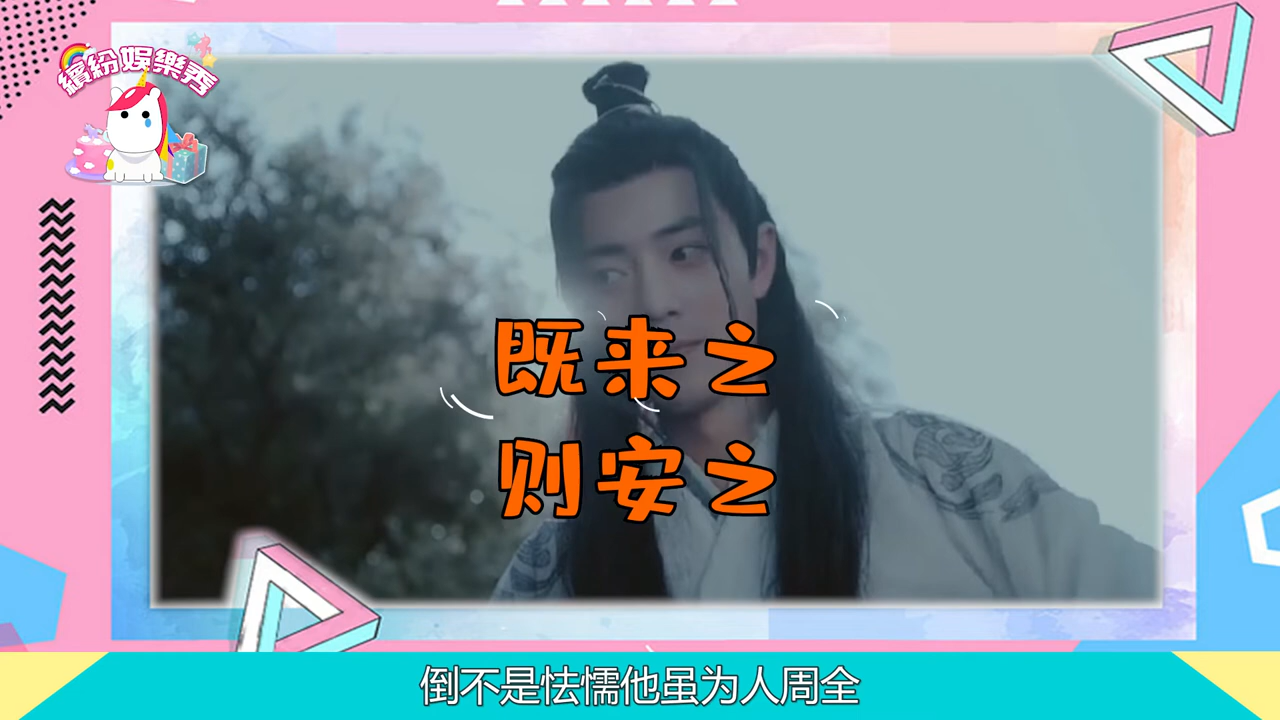 繽紛娛樂秀
既来之
则安之
倒不是怯懦他虽为人周全